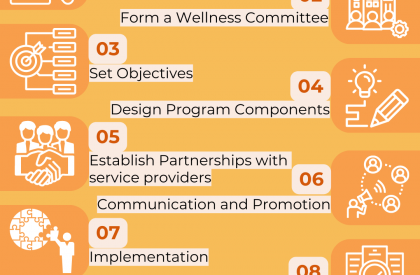 Form a Wellness Committee
03
Set Objectives
04
Design Program Components
05
Establish Partnerships with
service providers
06
Communication and Promotion
07
Implementation
08